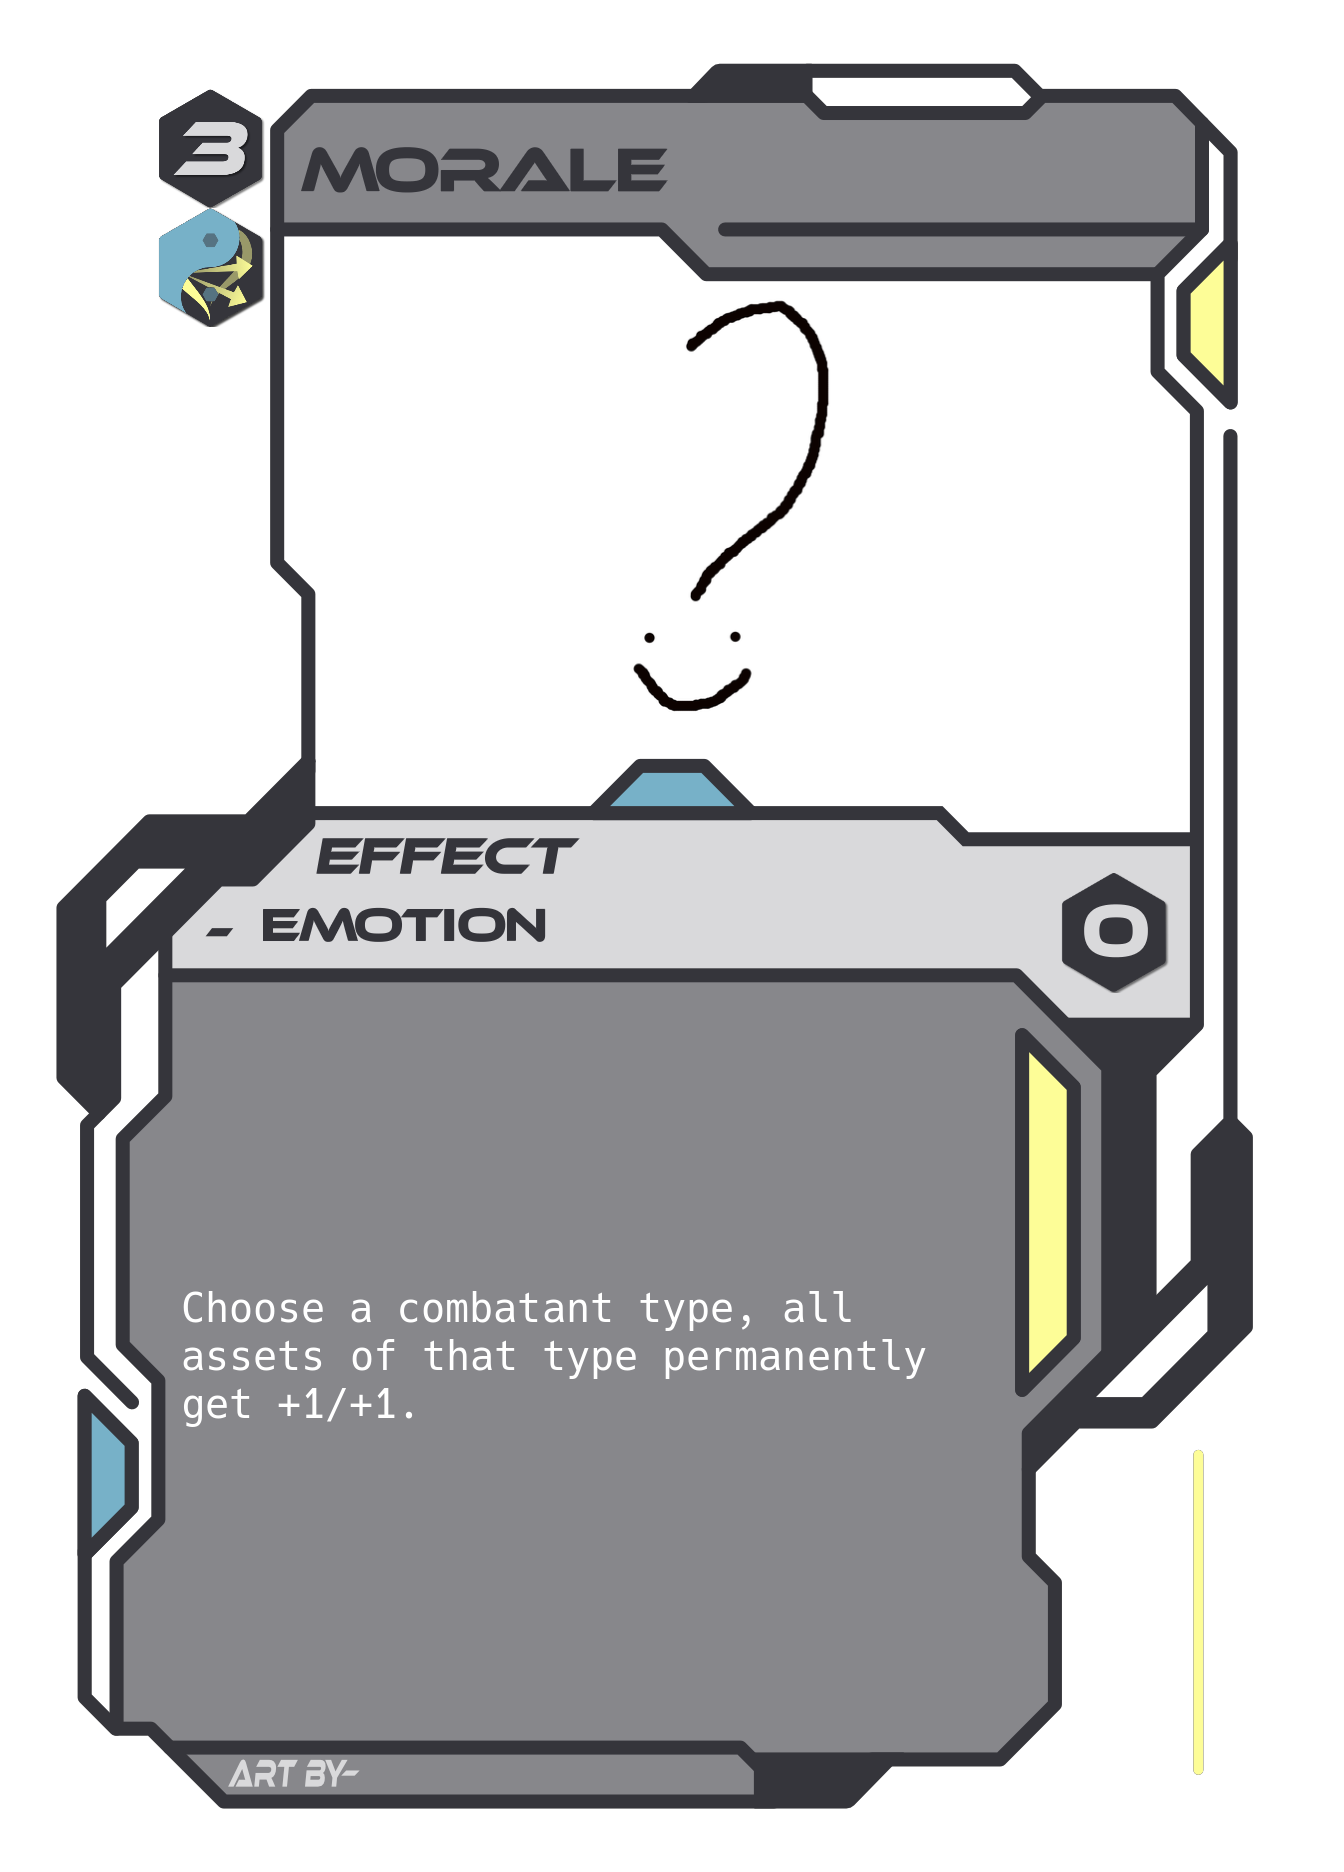 3
MORALE
EFFECT
- EMOTION
0
Choose a combatant type, all
assets of that type permanently
get +1/+1.
ART BY-